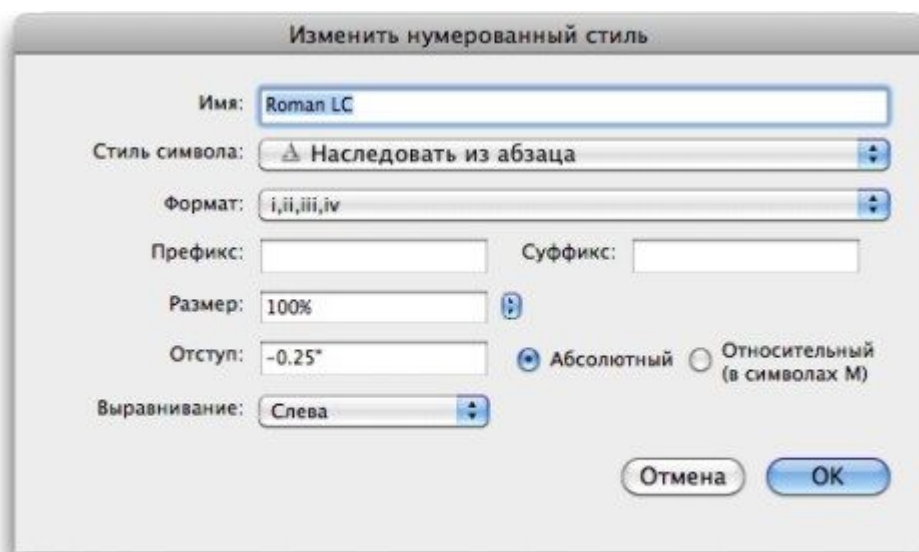 Изменить нумерованный стиль
Имя: Roman LC
Стиль символа: Наследовать из абзаца
Формат: i,ii,iii,iv
Префикс: Суффикс:
Размер: 100%
Отступ: -0.25" Абсолютный Относительный
(в символах М)
Выравнивание: Слева
Отмена OK